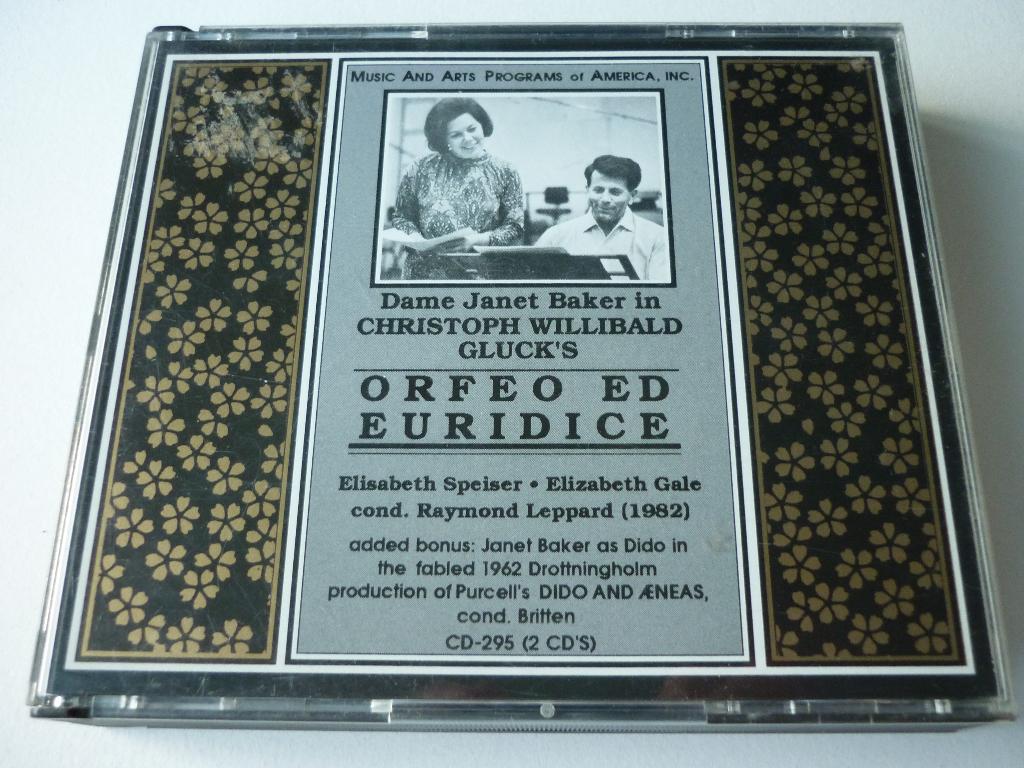 MUSIC AND ARTS PROGRAMS of AMERICA, INC.
Dame Janet Baker in
CHRISTOPH WILLIBALD
GLUCK'S
ORFEO ED
EURIDICE
Elisabeth Speiser • Elizabeth Gale
cond. Raymond Leppard (1982)
added bonus: Janet Baker as Dido in
the fabled 1962 Drottningholm
production of Purcell's DIDO AND ÆNEAS,
cond. Britten
CD-295 (2 CD'S)